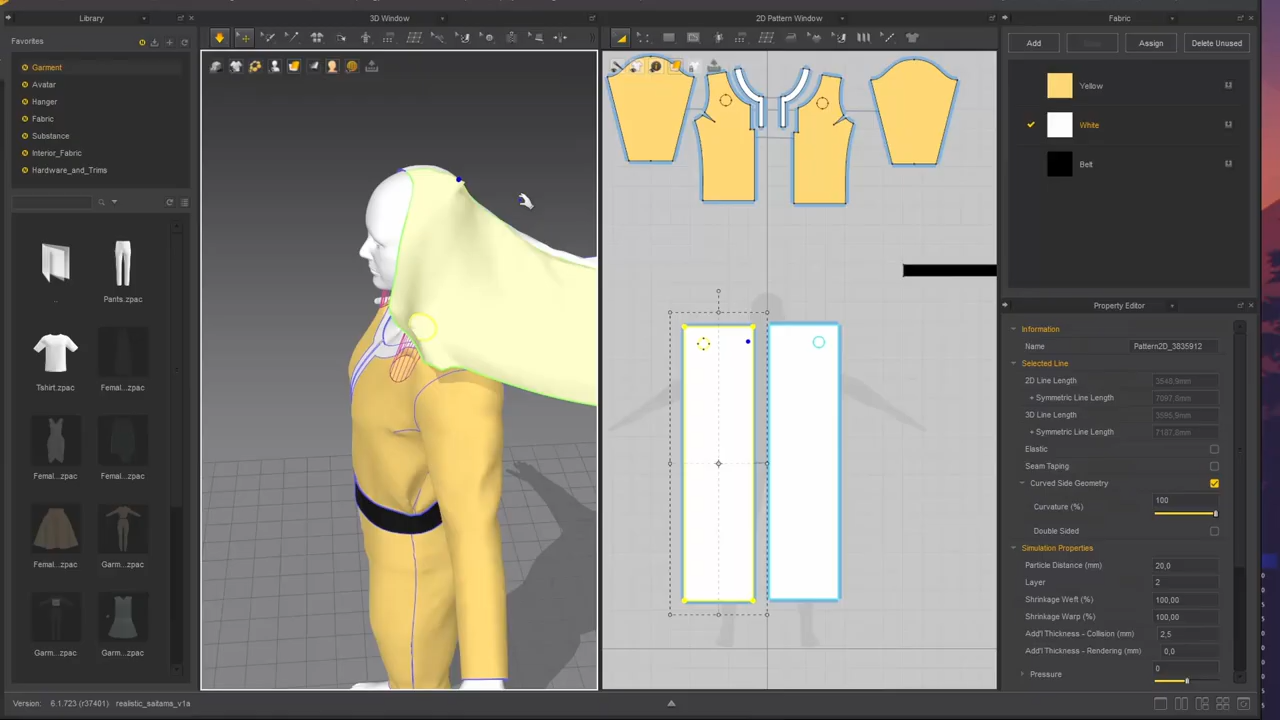 Library
Favorites
Garment
Avatar
Hanger
Fabric
Substance
Interior_Fabric
Hardware_and_Trims
..
Pants.zpac
Tshirt.zpac
Femal...zpac
Femal...zpac
Femal...zpac
Femal...zpac
Garm...zpac
Garm...zpac
Garm...zpac
3D Window
2D Pattern Window
Fabric
Add
Assign
Delete Unused
Yellow
White
Belt
Property Editor
Information
Name
Pattern2D_3835912
Selected Line
2D Line Length
3548,9mm
+ Symmetric Line Length
3D Line Length
+ Symmetric Line Length
Elastic
Seam Taping
Curved Side Geometry
Curvature (%)
100
Double Sided
Simulation Properties
Particle Distance (mm)
20,0
Layer
2
Shrinkage Weft (%)
100,00
Shrinkage Warp (%)
100,00
Add'l Thickness - Collision (mm)
2,5
Add'l Thickness - Rendering (mm)
0,0
Pressure
0
Version: 6.1.723 (r37401) realistic_saitama_v1a